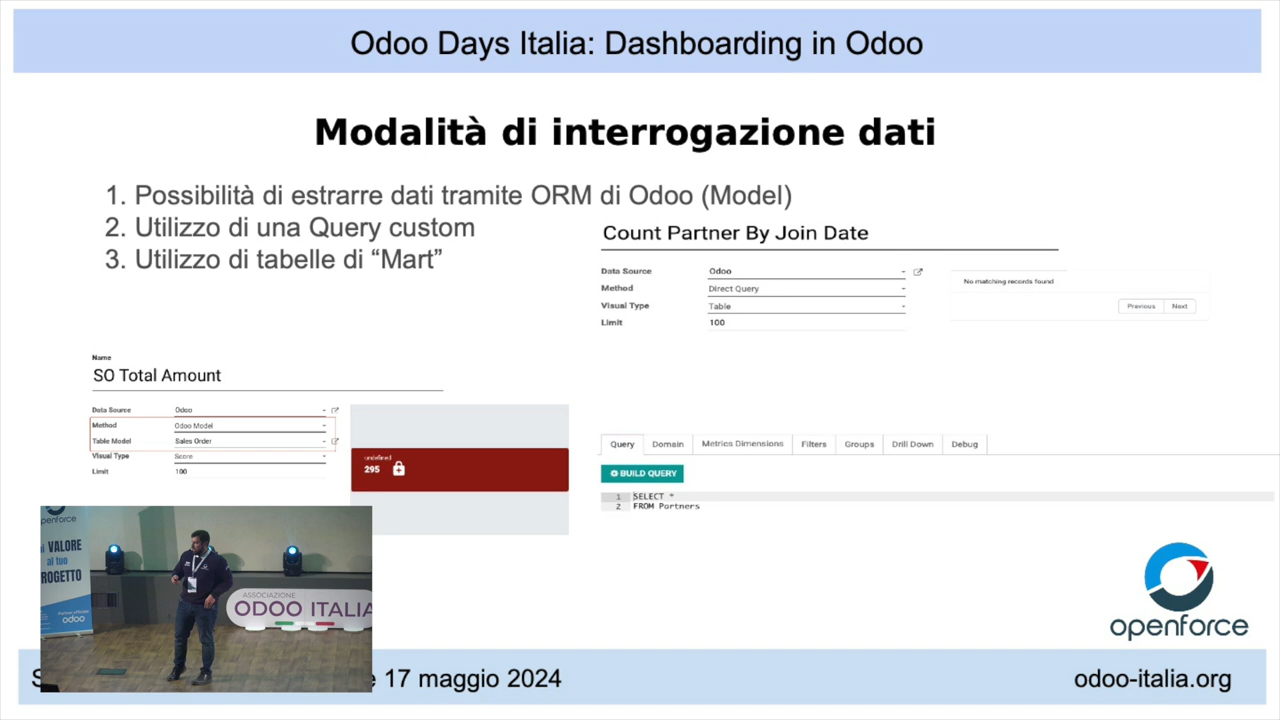 Odoo Days Italia: Dashboarding in Odoo
Modalità di interrogazione dati
1. Possibilità di estrarre dati tramite ORM di Odoo (Model)
2. Utilizzo di una Query custom
3. Utilizzo di tabelle di “Mart”
Count Partner By Join Date
Data Source Odoo
Method Direct Query
Visual Type Table
Limit 100
No matching records found
Previous Next
Name
SO Total Amount
Data Source Odoo
Method Odoo Model
Table Model Sales Order
Visual Type Score
Limit 100
undefined
295
Query Domain Metrics Dimensions Filters Groups Drill Down Debug
BUILD QUERY
1 SELECT *
2 FROM Partners
penforce
VALORE
al tuo
ROGETTO
Partner ufficiale
odoo
ASSOCIAZIONE
ODOO ITALIA
openforce
17 maggio 2024
odoo-italia.org